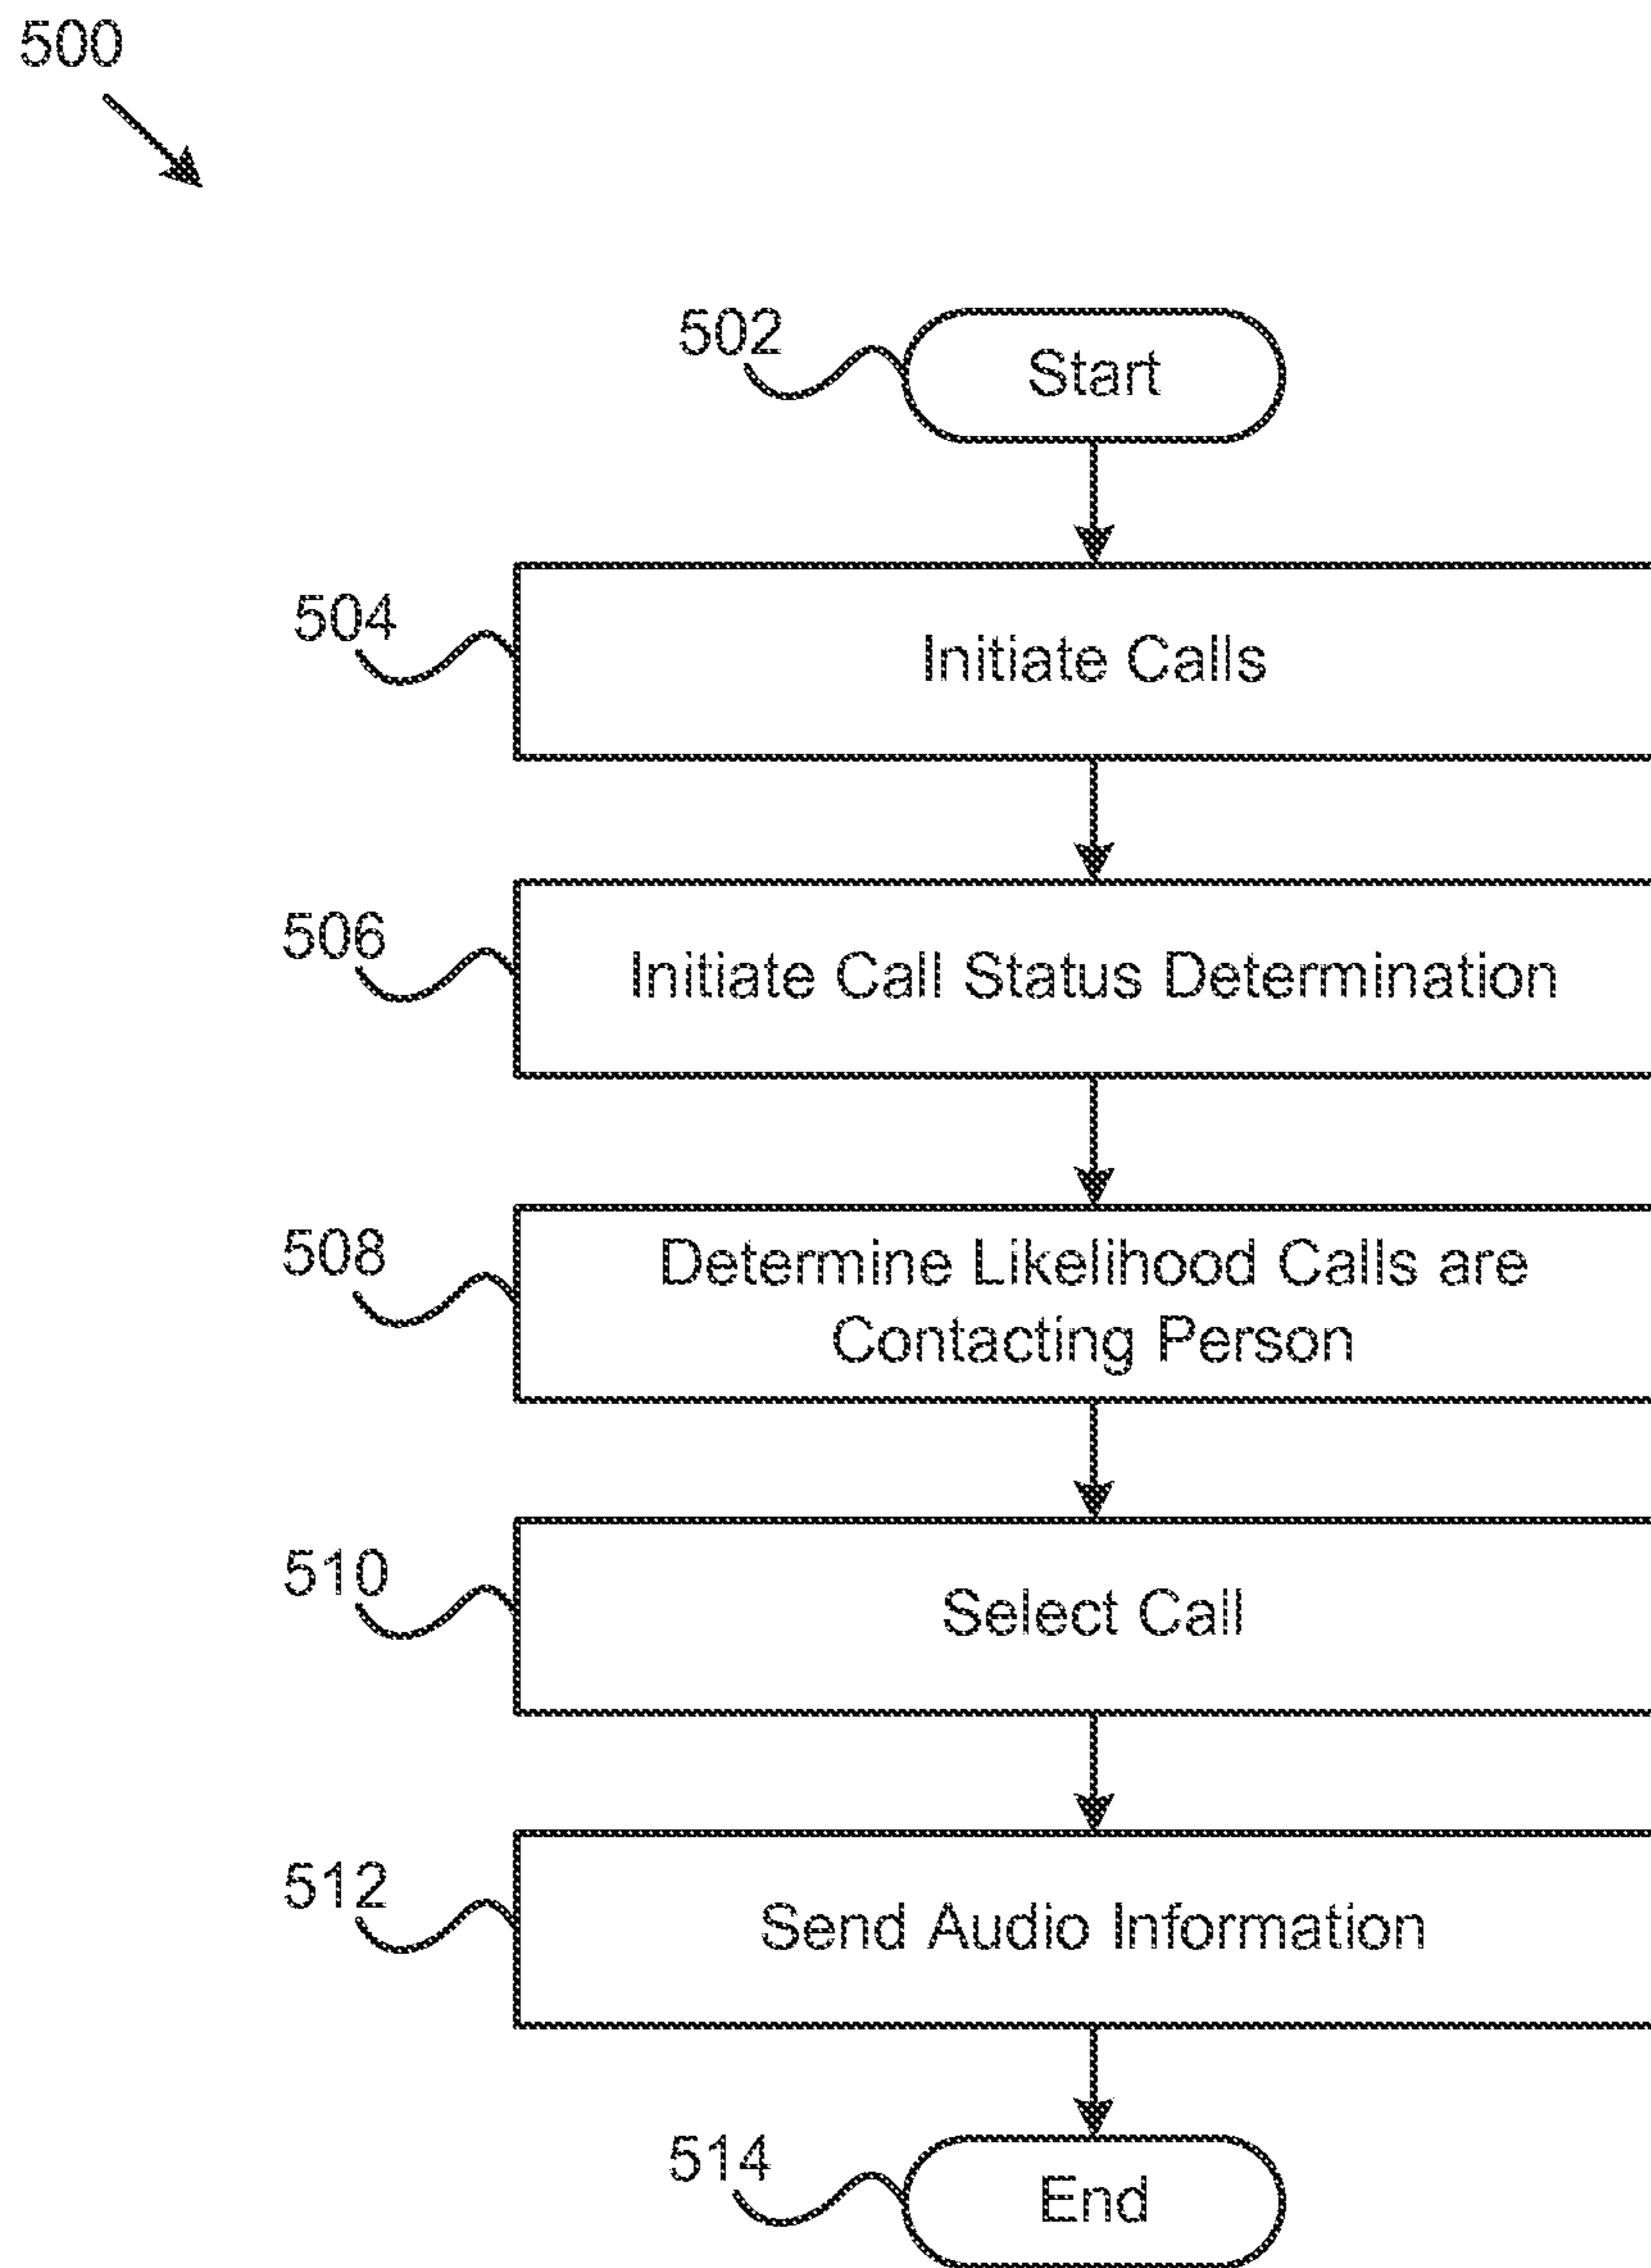 500
502
Start
504
Initiate Calls
506
Initiate Call Status Determination
508
Determine Likelihood Calls are
Contacting Person
510
Select Call
512
Send Audio Information
514
End